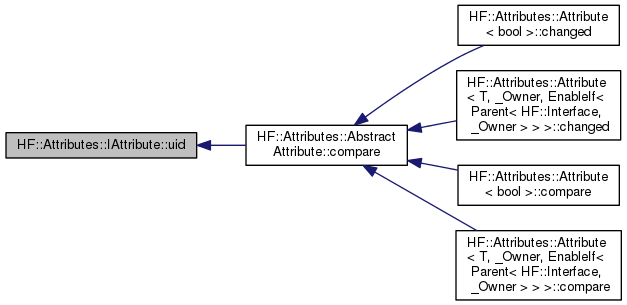 HF::Attributes::IAttribute::uid
HF::Attributes::Abstract
Attribute::compare
HF::Attributes::Attribute
< bool >::changed
HF::Attributes::Attribute
< T, _Owner, EnableIf<
Parent< HF::Interface,
_Owner > > >::changed
HF::Attributes::Attribute
< bool >::compare
HF::Attributes::Attribute
< T, _Owner, EnableIf<
Parent< HF::Interface,
_Owner > > >::compare